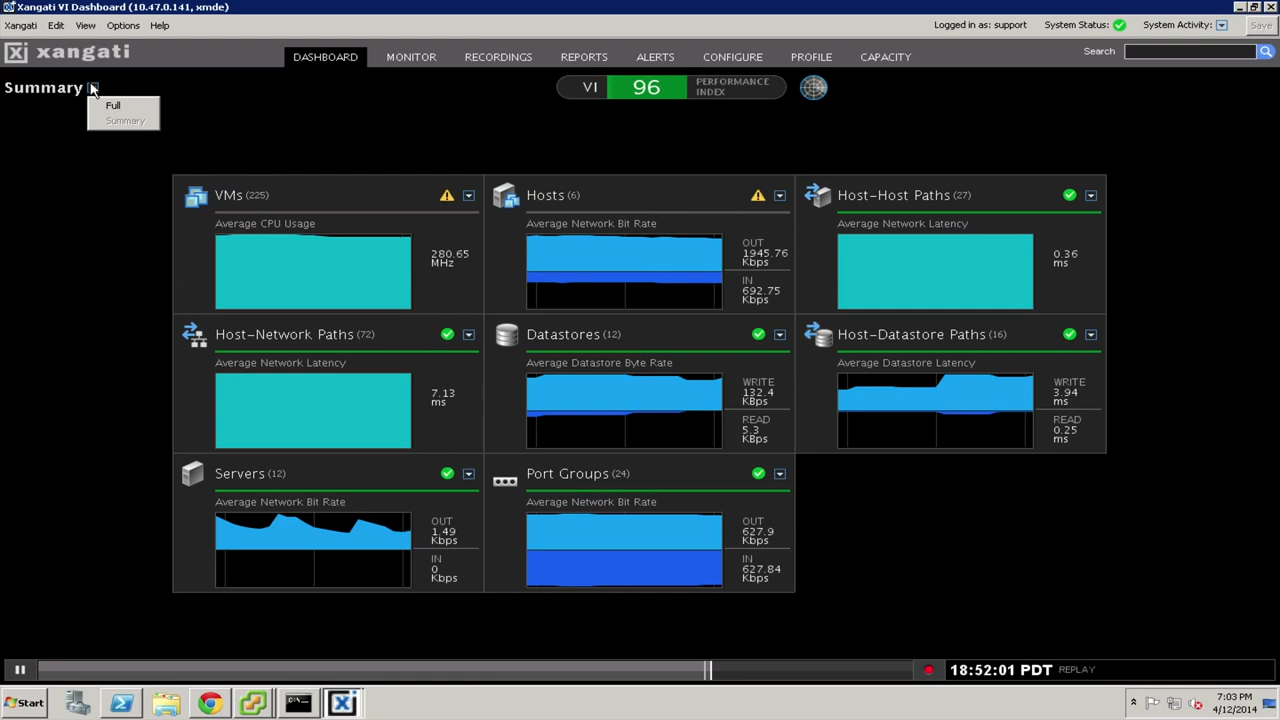 Xangati VI Dashboard (10.47.0.141, xmde)
Xangati Edit View Options Help
Logged in as: support System Status: System Activity: Save
xangati
DASHBOARD MONITOR RECORDINGS REPORTS ALERTS CONFIGURE PROFILE CAPACITY
Search
Summary
Full
Summary
VI 96 PERFORMANCE
INDEX
VMs (225)
Average CPU Usage
280.65
MHz
Hosts (6)
Average Network Bit Rate
OUT
1945.76
Kbps
IN
692.75
Kbps
Host-Host Paths (27)
Average Network Latency
0.36
ms
Host-Network Paths (72)
Average Network Latency
7.13
ms
Datastores (12)
Average Datastore Byte Rate
WRITE
132.4
KBps
READ
5.3
KBps
Host-Datastore Paths (16)
Average Datastore Latency
WRITE
3.94
ms
READ
0.25
ms
Servers (12)
Average Network Bit Rate
OUT
1.49
Kbps
IN
0
Kbps
Port Groups (24)
Average Network Bit Rate
OUT
627.9
Kbps
IN
627.84
Kbps
18:52:01 PDT REPLAY
Start
7:03 PM
4/12/2014